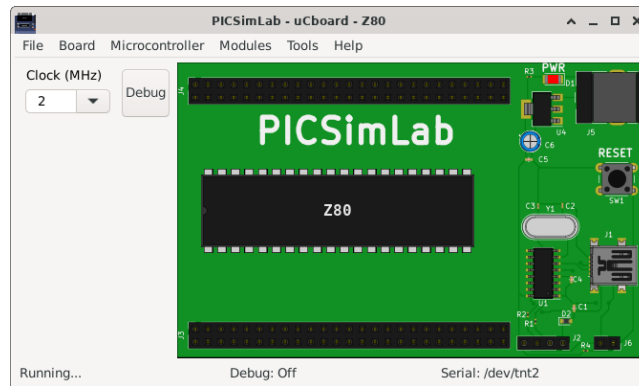 PICSimLab - uCboard - Z80
File Board Microcontroller Modules Tools Help
Clock (MHz)
2
Debug
J4
PICSimLab
Z80
J3
R3
PWR
D1
U4
J5
C6
C5
RESET
SW1
C3
Y1
C2
J1
C4
U1
C1
R2
R1
D2
J2
R4
J6
Running...
Debug: Off
Serial: /dev/tnt2